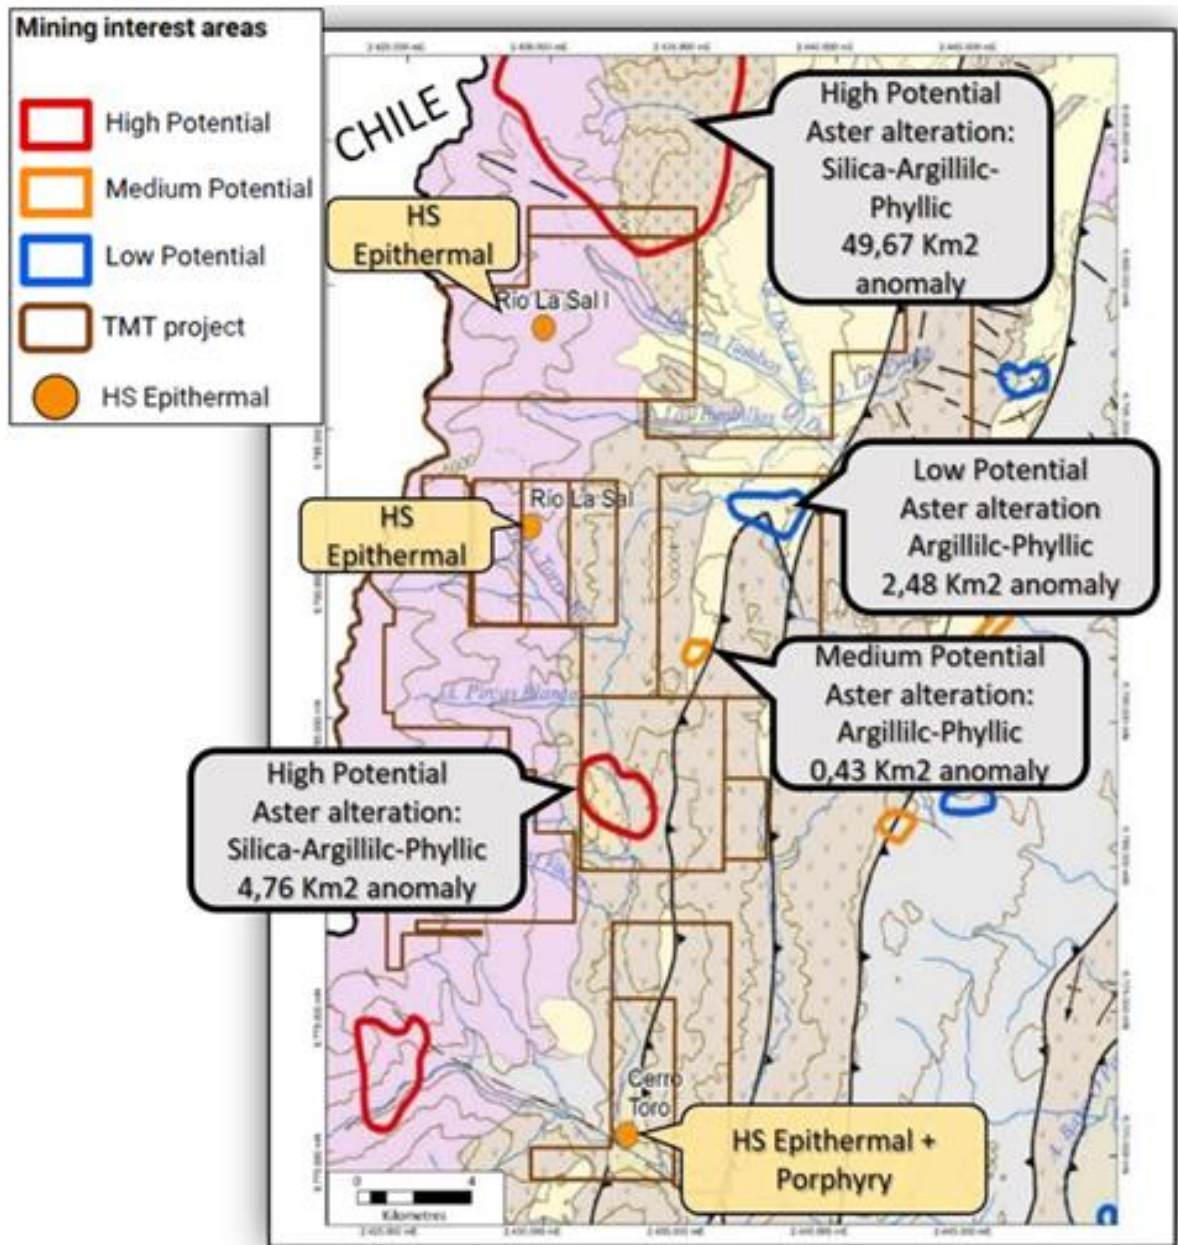 Mining interest areas
High Potential
Medium Potential
Low Potential
TMT project
HS Epithermal
CHILE
High Potential
Aster alteration:
Silica-Argillilc-
Phyllic
49,67 Km2
anomaly
HS
Epithermal
Rio La Sal I
HS
Epithermal
Rio La Sal
Low Potential
Aster alteration
Argillilc-Phyllic
2,48 Km2 anomaly
Medium Potential
Aster alteration:
Argillilc-Phyllic
0,43 Km2 anomaly
High Potential
Aster alteration:
Silica-Argillilc-Phyllic
4,76 Km2 anomaly
Cerro
Toro
HS Epithermal +
Porphyry
0 4
Kilometres